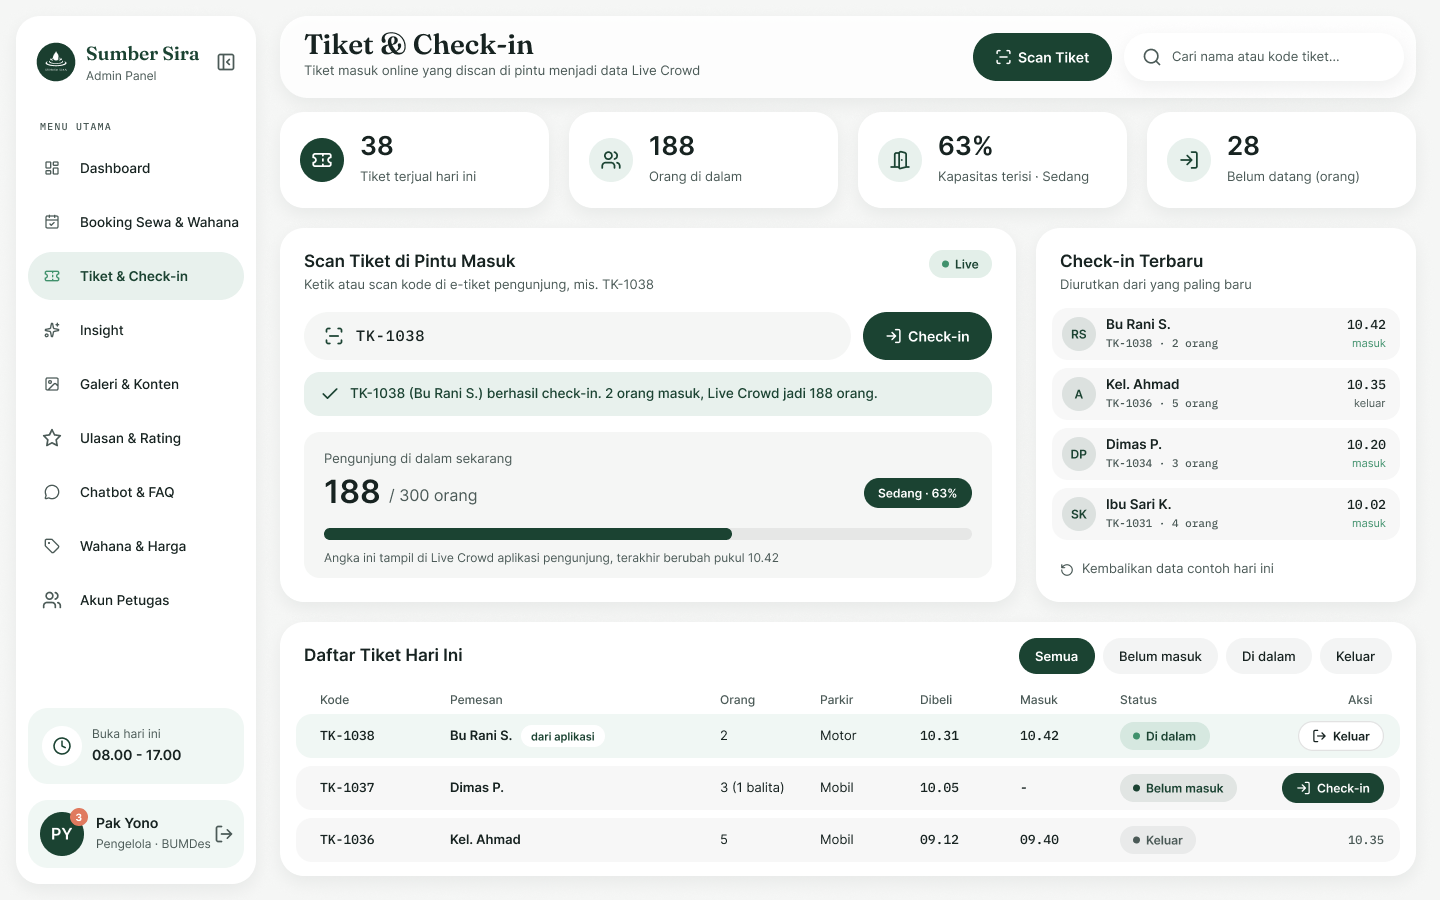 Sumber Sira
Admin Panel
MENU UTAMA
Dashboard
Booking Sewa & Wahana
Tiket & Check-in
Insight
Galeri & Konten
Ulasan & Rating
Chatbot & FAQ
Wahana & Harga
Akun Petugas
Buka hari ini
08.00 - 17.00
PY
3
Pak Yono
Pengelola · BUMDes
Tiket & Check-in
Tiket masuk online yang discan di pintu menjadi data Live Crowd
Scan Tiket
Cari nama atau kode tiket...
38
Tiket terjual hari ini
188
Orang di dalam
63%
Kapasitas terisi · Sedang
28
Belum datang (orang)
Scan Tiket di Pintu Masuk
Live
Ketik atau scan kode di e-tiket pengunjung, mis. TK-1038
TK-1038
Check-in
TK-1038 (Bu Rani S.) berhasil check-in. 2 orang masuk, Live Crowd jadi 188 orang.
Pengunjung di dalam sekarang
188 / 300 orang
Sedang · 63%
Angka ini tampil di Live Crowd aplikasi pengunjung, terakhir berubah pukul 10.42
Check-in Terbaru
Diurutkan dari yang paling baru
RS Bu Rani S. 10.42
TK-1038 · 2 orang masuk
A Kel. Ahmad 10.35
TK-1036 · 5 orang keluar
DP Dimas P. 10.20
TK-1034 · 3 orang masuk
SK Ibu Sari K. 10.02
TK-1031 · 4 orang masuk
Kembalikan data contoh hari ini
Daftar Tiket Hari Ini
Semua Belum masuk Di dalam Keluar
Kode Pemesan Orang Parkir Dibeli Masuk Status Aksi
TK-1038 Bu Rani S. dari aplikasi 2 Motor 10.31 10.42 Di dalam Keluar
TK-1037 Dimas P. 3 (1 balita) Mobil 10.05 - Belum masuk Check-in
TK-1036 Kel. Ahmad 5 Mobil 09.12 09.40 Keluar 10.35